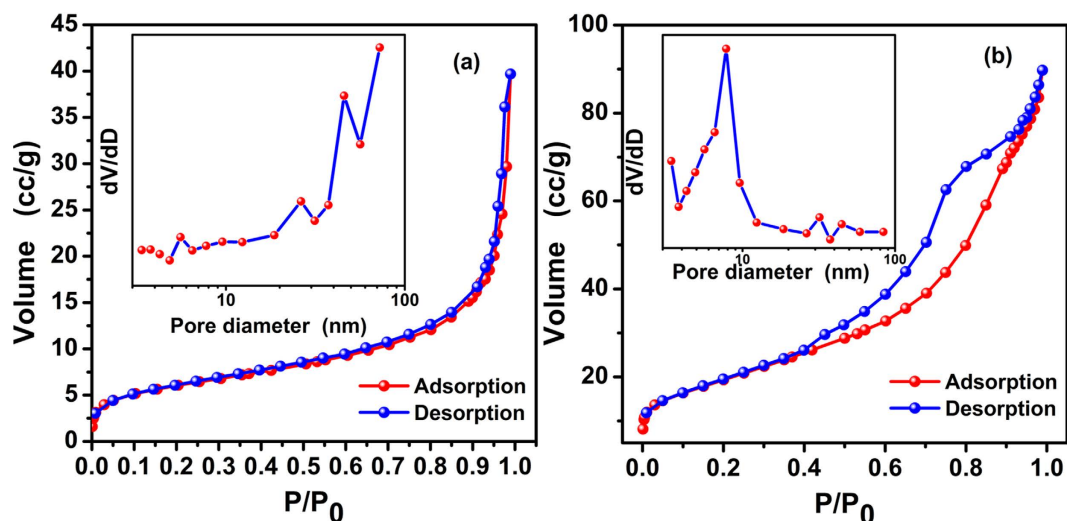 (a)
45
40
35
30
25
20
15
10
5
0
Volume (cc/g)
0.0 0.1 0.2 0.3 0.4 0.5 0.6 0.7 0.8 0.9 1.0
P/P0
dV/dD
10 100
Pore diameter (nm)
Adsorption
Desorption
(b)
100
80
60
40
20
0
Volume (cc/g)
0.0 0.2 0.4 0.6 0.8 1.0
P/P0
dV/dD
10 100
Pore diameter (nm)
Adsorption
Desorption